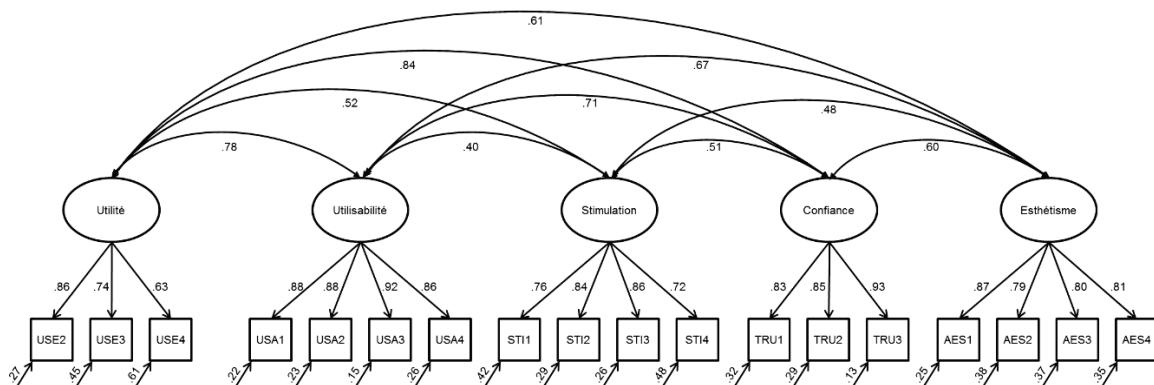 .61
.84
.67
.52
.71
.48
.78
.40
.51
.60
Utilité
Utilisabilité
Stimulation
Confiance
Esthétisme
.86 .74 .63
.88 .88 .92 .86
.76 .84 .86 .72
.83 .85 .93
.87 .79 .80 .81
USE2 USE3 USE4
USA1 USA2 USA3 USA4
STI1 STI2 STI3 STI4
TRU1 TRU2 TRU3
AES1 AES2 AES3 AES4
.27 .45 .61
.22 .23 .15 .26
.42 .29 .26 .48
.32 .29 .13
.25 .38 .37 .35